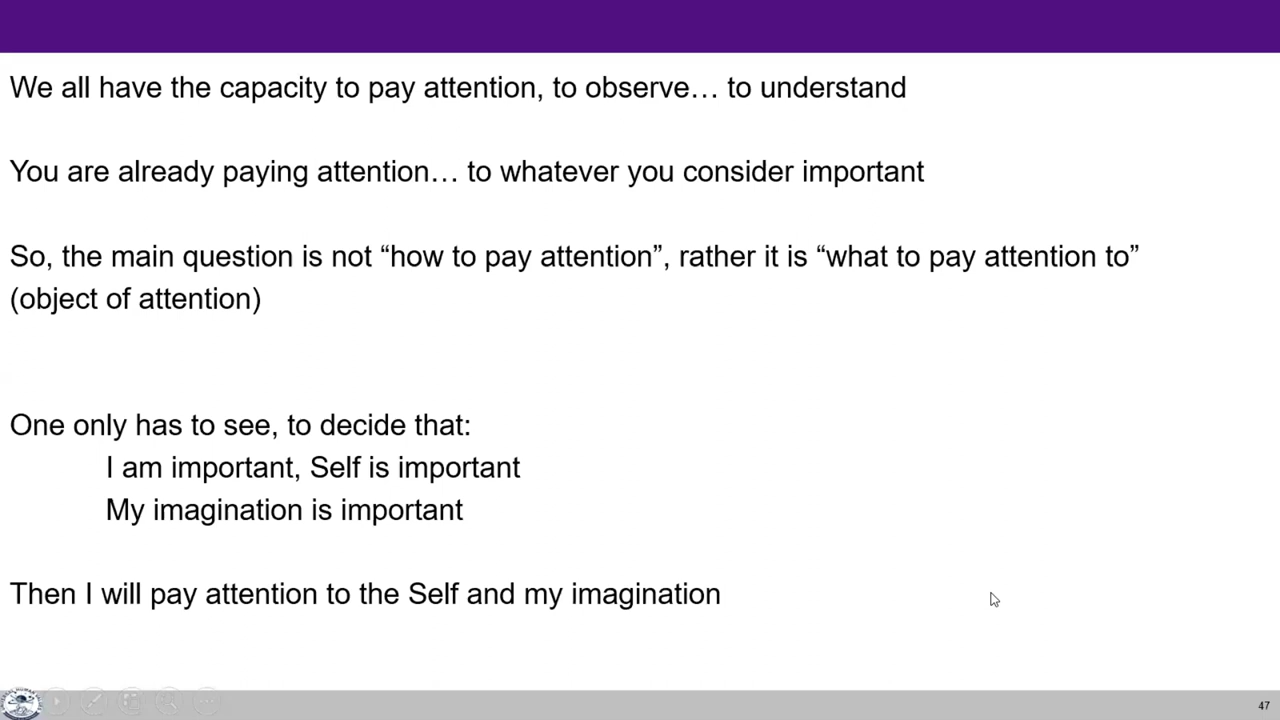 We all have the capacity to pay attention, to observe… to understand
You are already paying attention… to whatever you consider important
So, the main question is not “how to pay attention”, rather it is “what to pay attention to”
(object of attention)
One only has to see, to decide that:
I am important, Self is important
My imagination is important
Then I will pay attention to the Self and my imagination
47